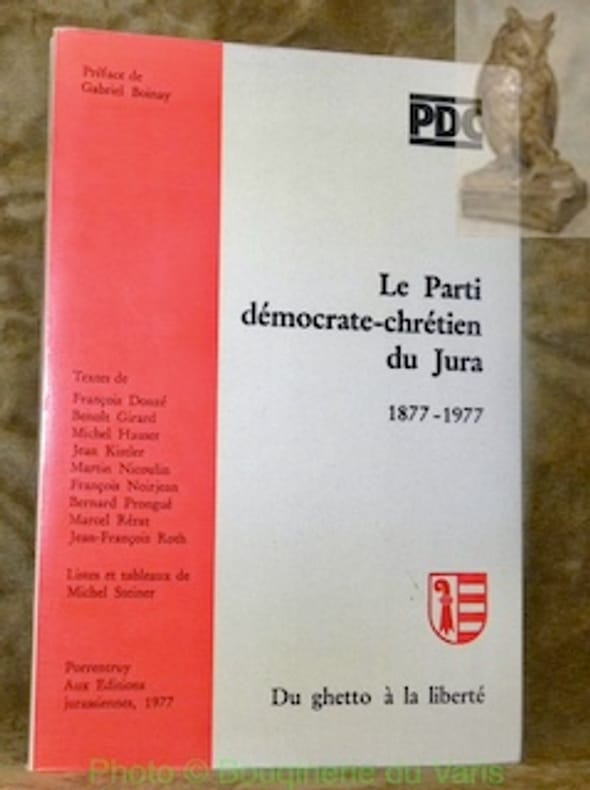 Préface de
Gabriel Boinay
PDC
Le Parti
démocrate-chrétien
du Jura
1877-1977
Textes de
François Donzé
Benoît Girard
Michel Hauser
Jean Kistler
Martin Nicoulin
François Noirjean
Bernard Prongué
Marcel Rérat
Jean-François Roth
Listes et tableaux de
Michel Steiner
Porrentruy
Aux Editions
jurassiennes, 1977
Du ghetto à la liberté
Photo © Bouquinerie du Varis